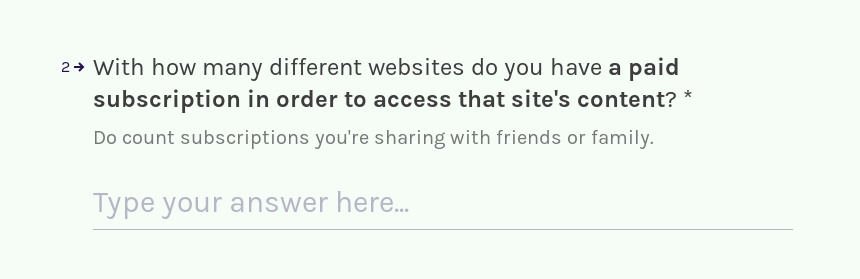 2→ With how many different websites do you have a paid
subscription in order to access that site's content? *
Do count subscriptions you're sharing with friends or family.
Type your answer here...